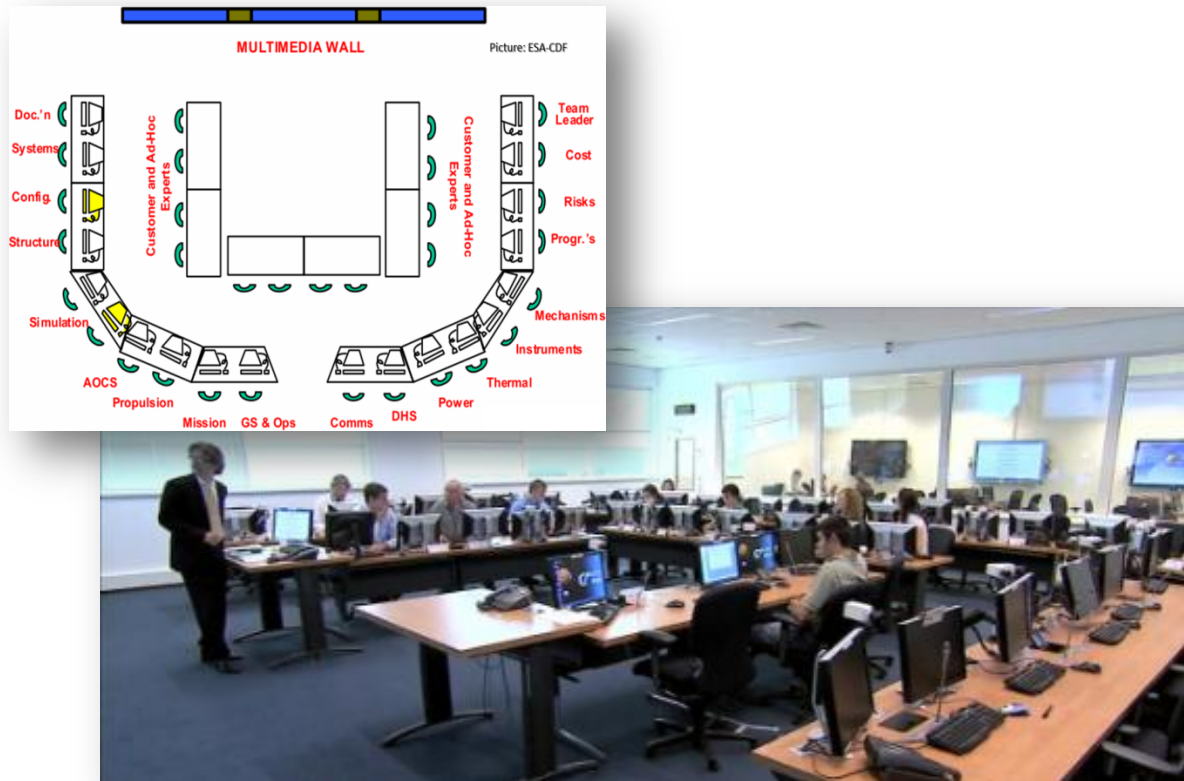 MULTIMEDIA WALL
Picture: ESA-CDF
Doc.'n
Systems
Config.
Structure
Simulation
AOCS
Propulsion
Mission
GS & Ops
Customer and Ad-Hoc
Experts
Customer and Ad-Hoc
Experts
Team
Leader
Cost
Risks
Progr.'s
Mechanisms
Instruments
Thermal
Power
DHS
Comms